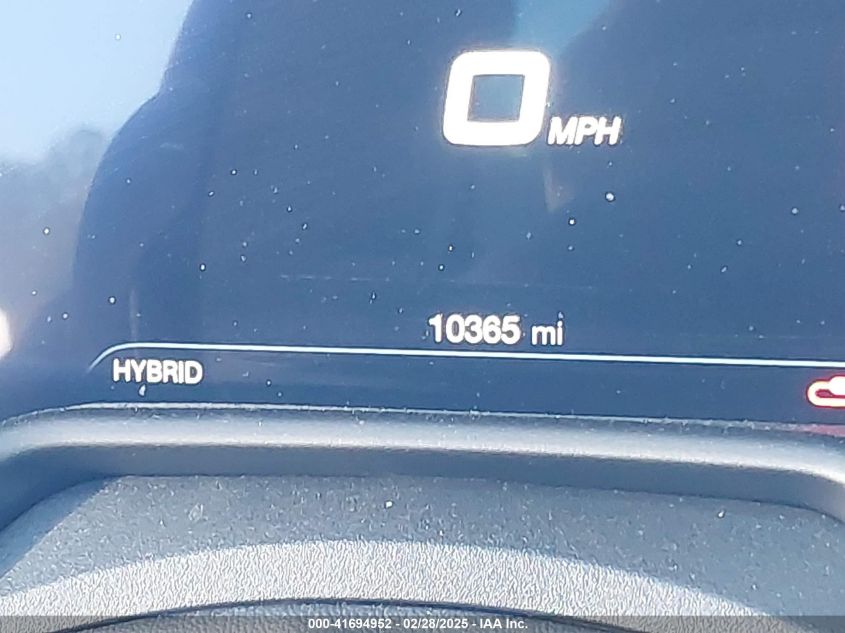 0 MPH
10365 mi
HYBRID
000-41694952 - 02/28/2025 - IAA Inc.